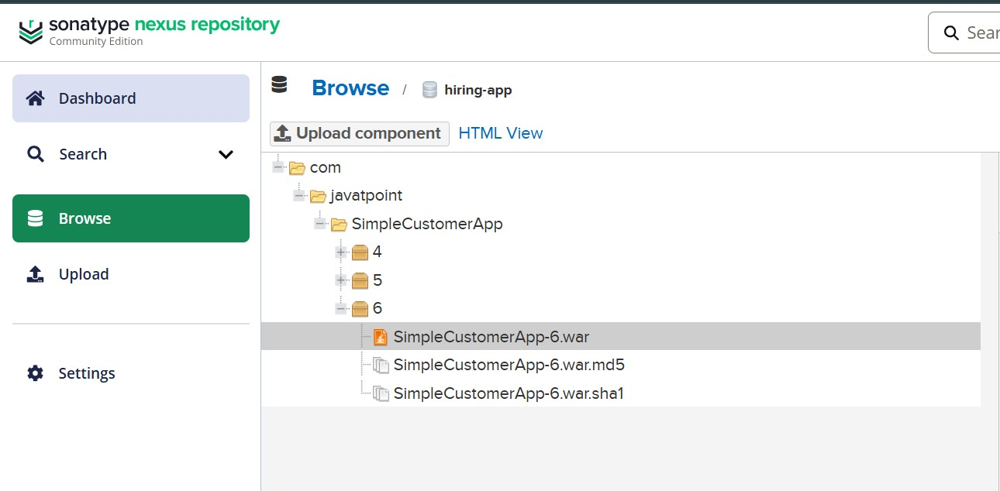 sonatype nexus repository
Community Edition
Sear
Dashboard
Search
Browse
Upload
Settings
Browse / hiring-app
Upload component HTML View
com
javatpoint
SimpleCustomerApp
4
5
6
SimpleCustomerApp-6.war
SimpleCustomerApp-6.war.md5
SimpleCustomerApp-6.war.sha1